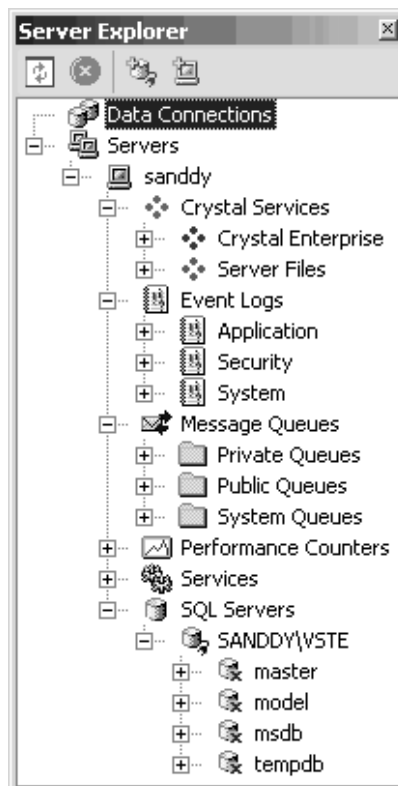 Server Explorer
Data Connections
Servers
sanddy
Crystal Services
Crystal Enterprise
Server Files
Event Logs
Application
Security
System
Message Queues
Private Queues
Public Queues
System Queues
Performance Counters
Services
SQL Servers
SANDDY\VSTE
master
model
msdb
tempdb